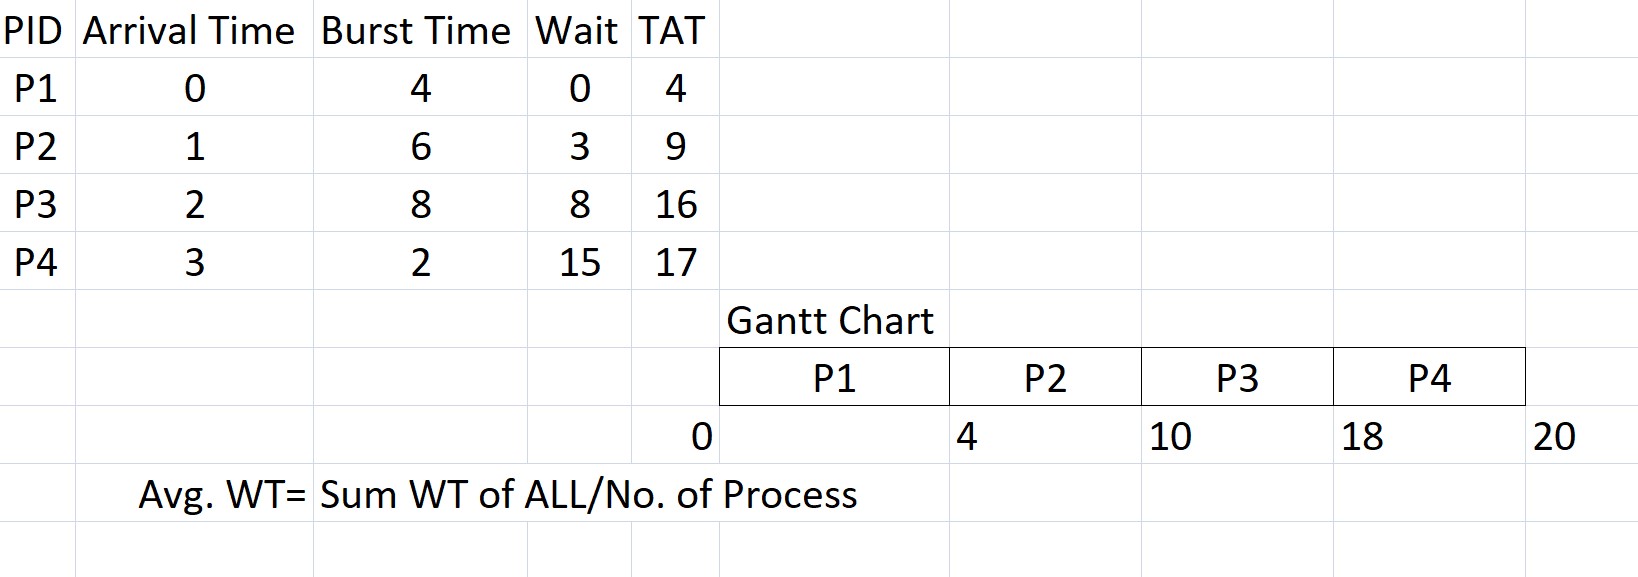 PID Arrival Time Burst Time Wait TAT
P1 0 4 0 4
P2 1 6 3 9
P3 2 8 8 16
P4 3 2 15 17
Gantt Chart
P1 P2 P3 P4
0 4 10 18 20
Avg. WT= Sum WT of ALL/No. of Process